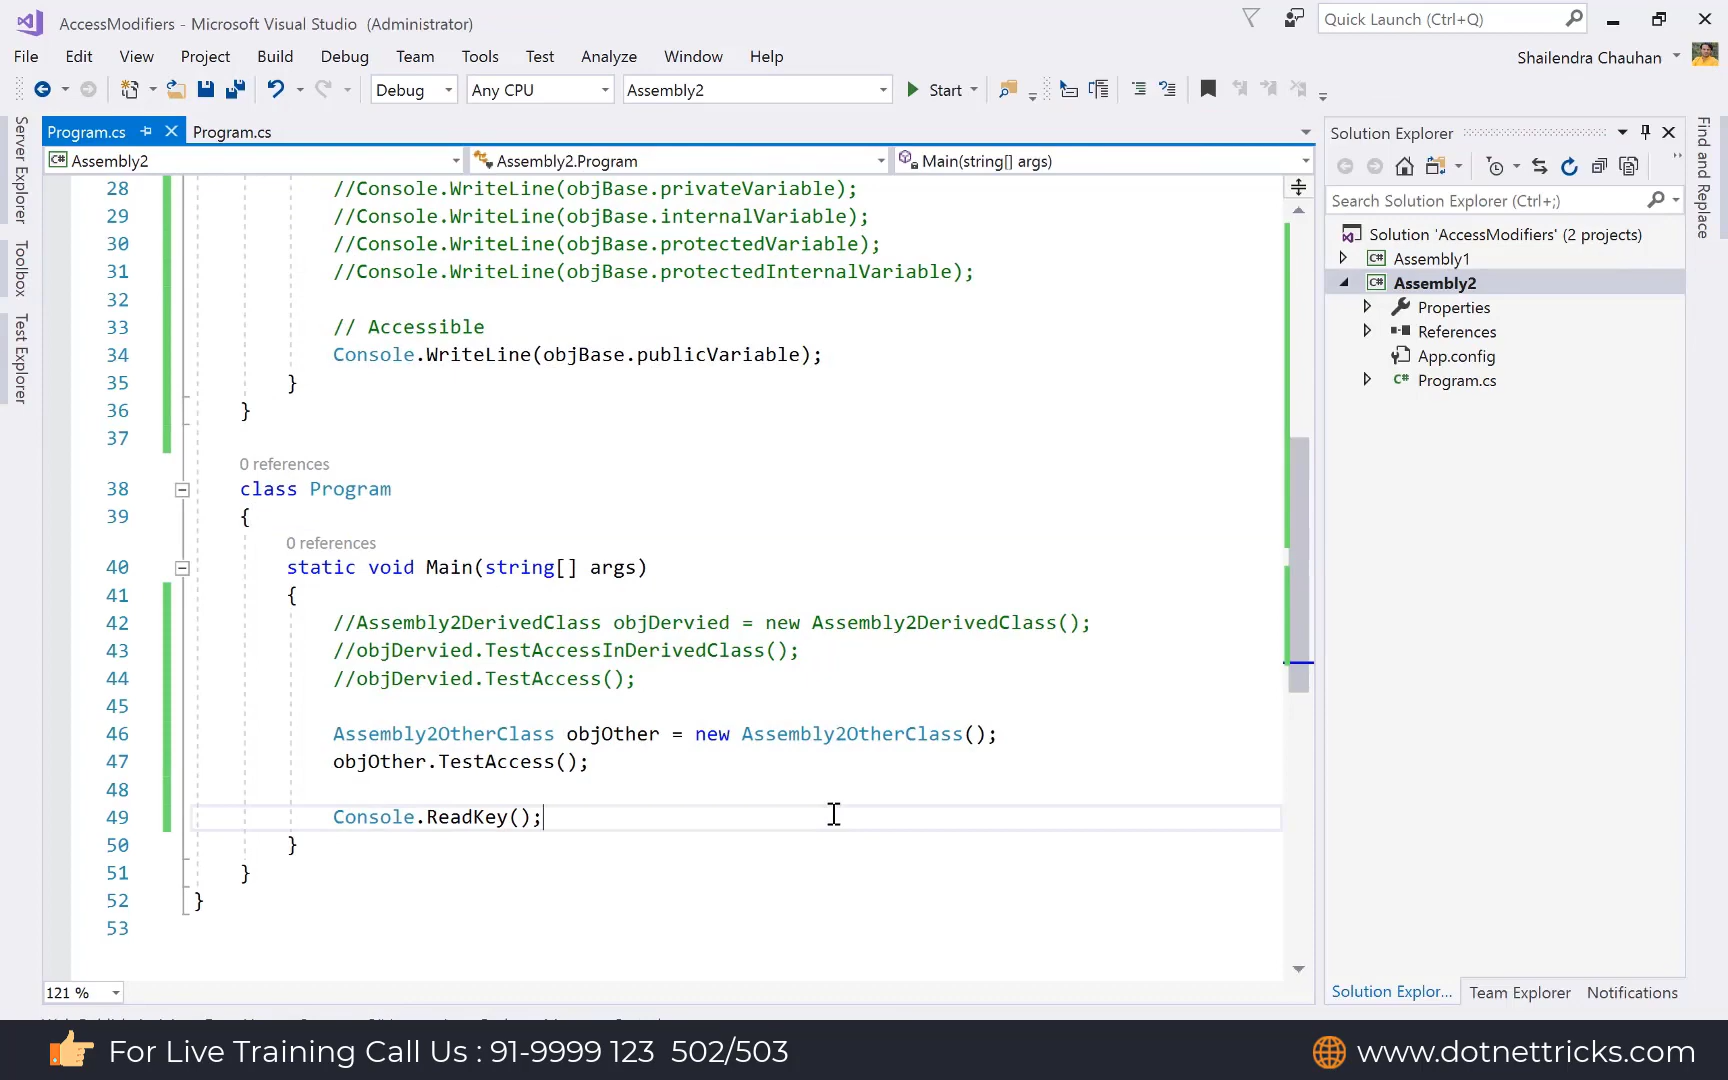 AccessModifiers - Microsoft Visual Studio (Administrator)
Quick Launch (Ctrl+Q)
File Edit View Project Build Debug Team Tools Test Analyze Window Help
Shailendra Chauhan
Debug Any CPU Assembly2 Start
Program.cs Program.cs
Assembly2 Assembly2.Program Main(string[] args)
Server Explorer
Toolbox
Test Explorer
28 //Console.WriteLine(objBase.privateVariable);
29 //Console.WriteLine(objBase.internalVariable);
30 //Console.WriteLine(objBase.protectedVariable);
31 //Console.WriteLine(objBase.protectedInternalVariable);
32
33 // Accessible
34 Console.WriteLine(objBase.publicVariable);
35 }
36 }
37
0 references
38 class Program
39 {
0 references
40 static void Main(string[] args)
41 {
42 //Assembly2DerivedClass objDervied = new Assembly2DerivedClass();
43 //objDervied.TestAccessInDerivedClass();
44 //objDervied.TestAccess();
45
46 Assembly2OtherClass objOther = new Assembly2OtherClass();
47 objOther.TestAccess();
48
49 Console.ReadKey();
50 }
51 }
52 }
53
121 %
Solution Explorer
Search Solution Explorer (Ctrl+;)
Solution 'AccessModifiers' (2 projects)
C# Assembly1
C# Assembly2
Properties
References
App.config
C# Program.cs
Solution Explor... Team Explorer Notifications
Find and Replace
For Live Training Call Us : 91-9999 123 502/503
www.dotnettricks.com